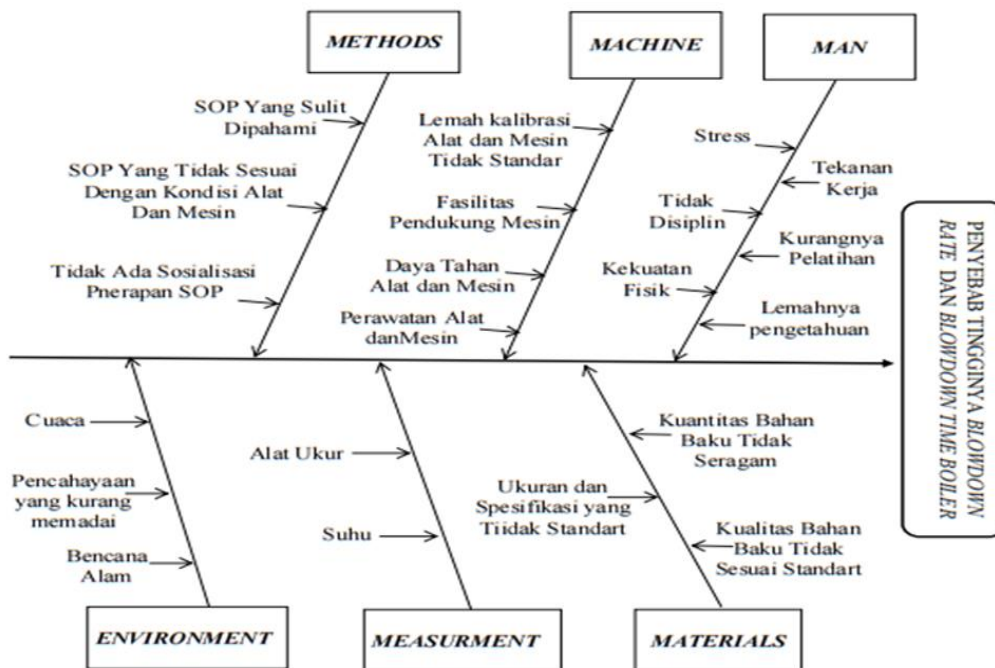 METHODS
MACHINE
MAN
SOP Yang Sulit
Dipahami
SOP Yang Tidak Sesuai
Dengan Kondisi Alat
Dan Mesin
Tidak Ada Sosialisasi
Pnerapan SOP
Lemah kalibrasi
Alat dan Mesin
Tidak Standar
Fasilitas
Pendukung Mesin
Daya Tahan
Alat dan Mesin
Perawatan Alat
danMesin
Stress
Tekanan
Kerja
Tidak
Disiplin
Kurangnya
Pelatihan
Kekuatan
Fisik
Lemahnya
pengetahuan
PENYEBAB TINGGINYA BLOWDOWN
RATE DAN BLOWDOWN TIME BOILER
Cuaca
Pencahayaan
yang kurang
memadai
Bencana
Alam
Alat Ukur
Suhu
Kuantitas Bahan
Baku Tidak
Seragam
Ukuran dan
Spesifikasi yang
Tiidak Standart
Kualitas Bahan
Baku Tidak
Sesuai Standart
ENVIRONMENT
MEASURMENT
MATERIALS